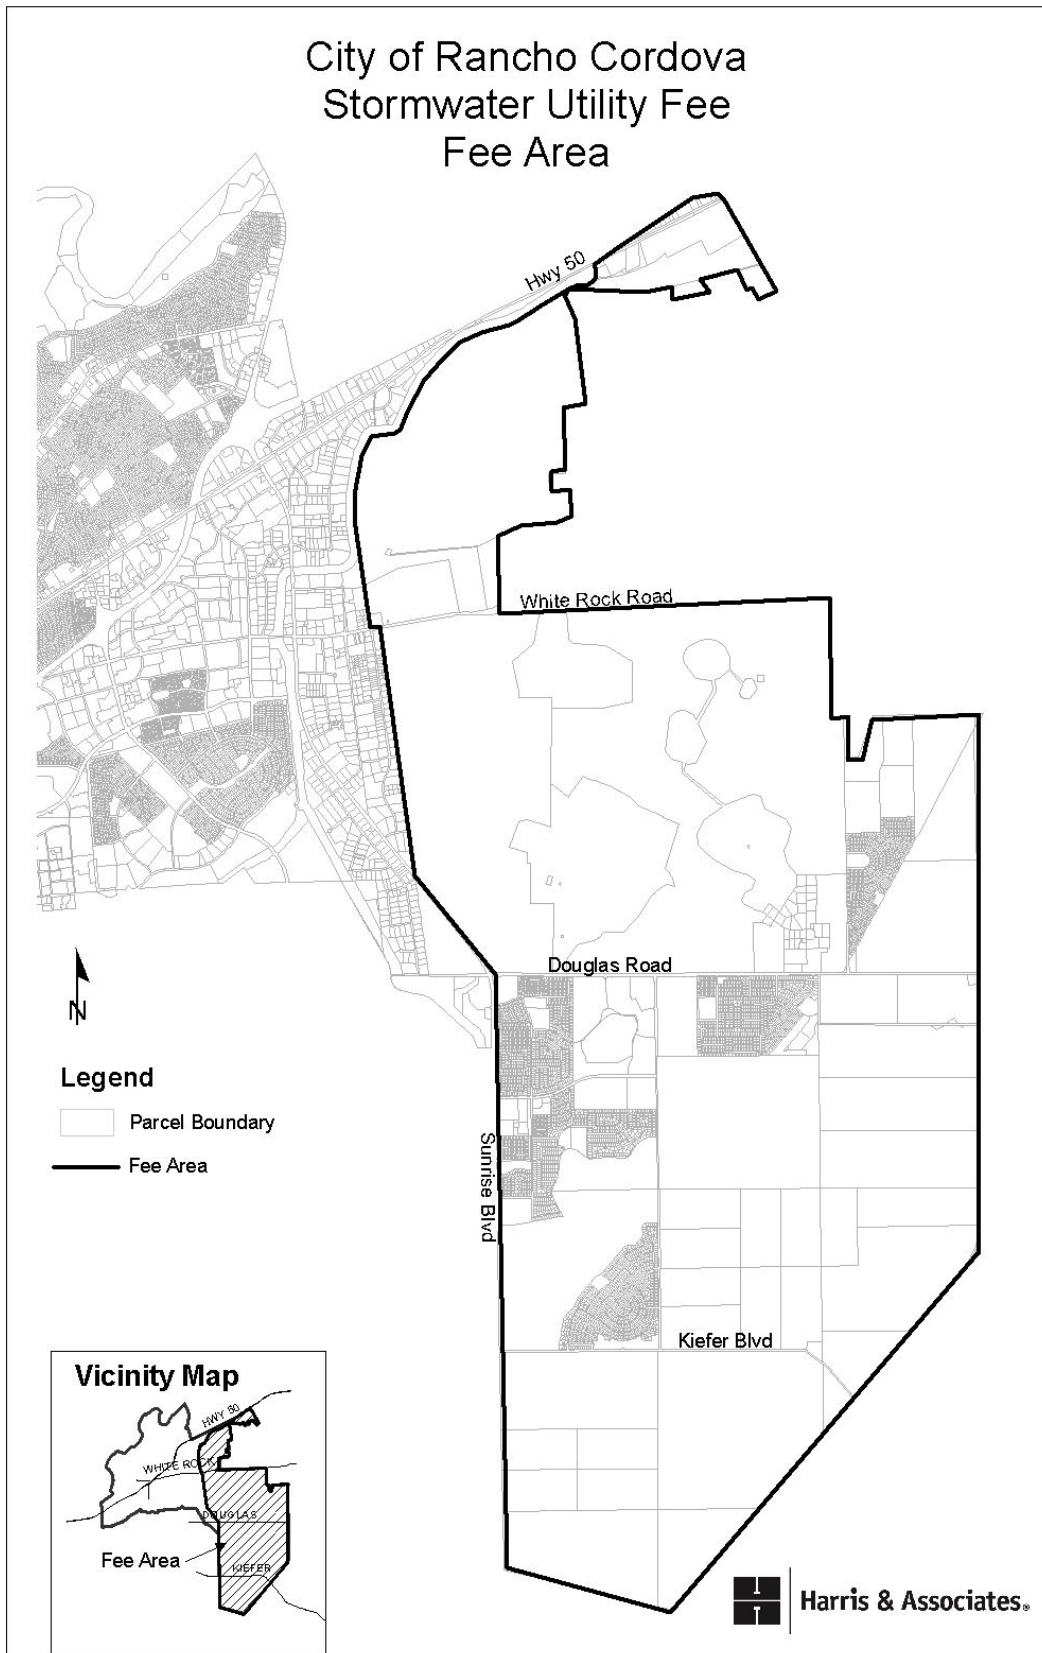 City of Rancho Cordova
Stormwater Utility Fee
Fee Area
Hwy 50
White Rock Road
Douglas Road
N
Legend
Parcel Boundary
Fee Area
Sunrise Blvd
Kiefer Blvd
Vicinity Map
HWY 50
WHITE ROCK
DOUGLAS
Fee Area
KIEFER
Harris & Associates®